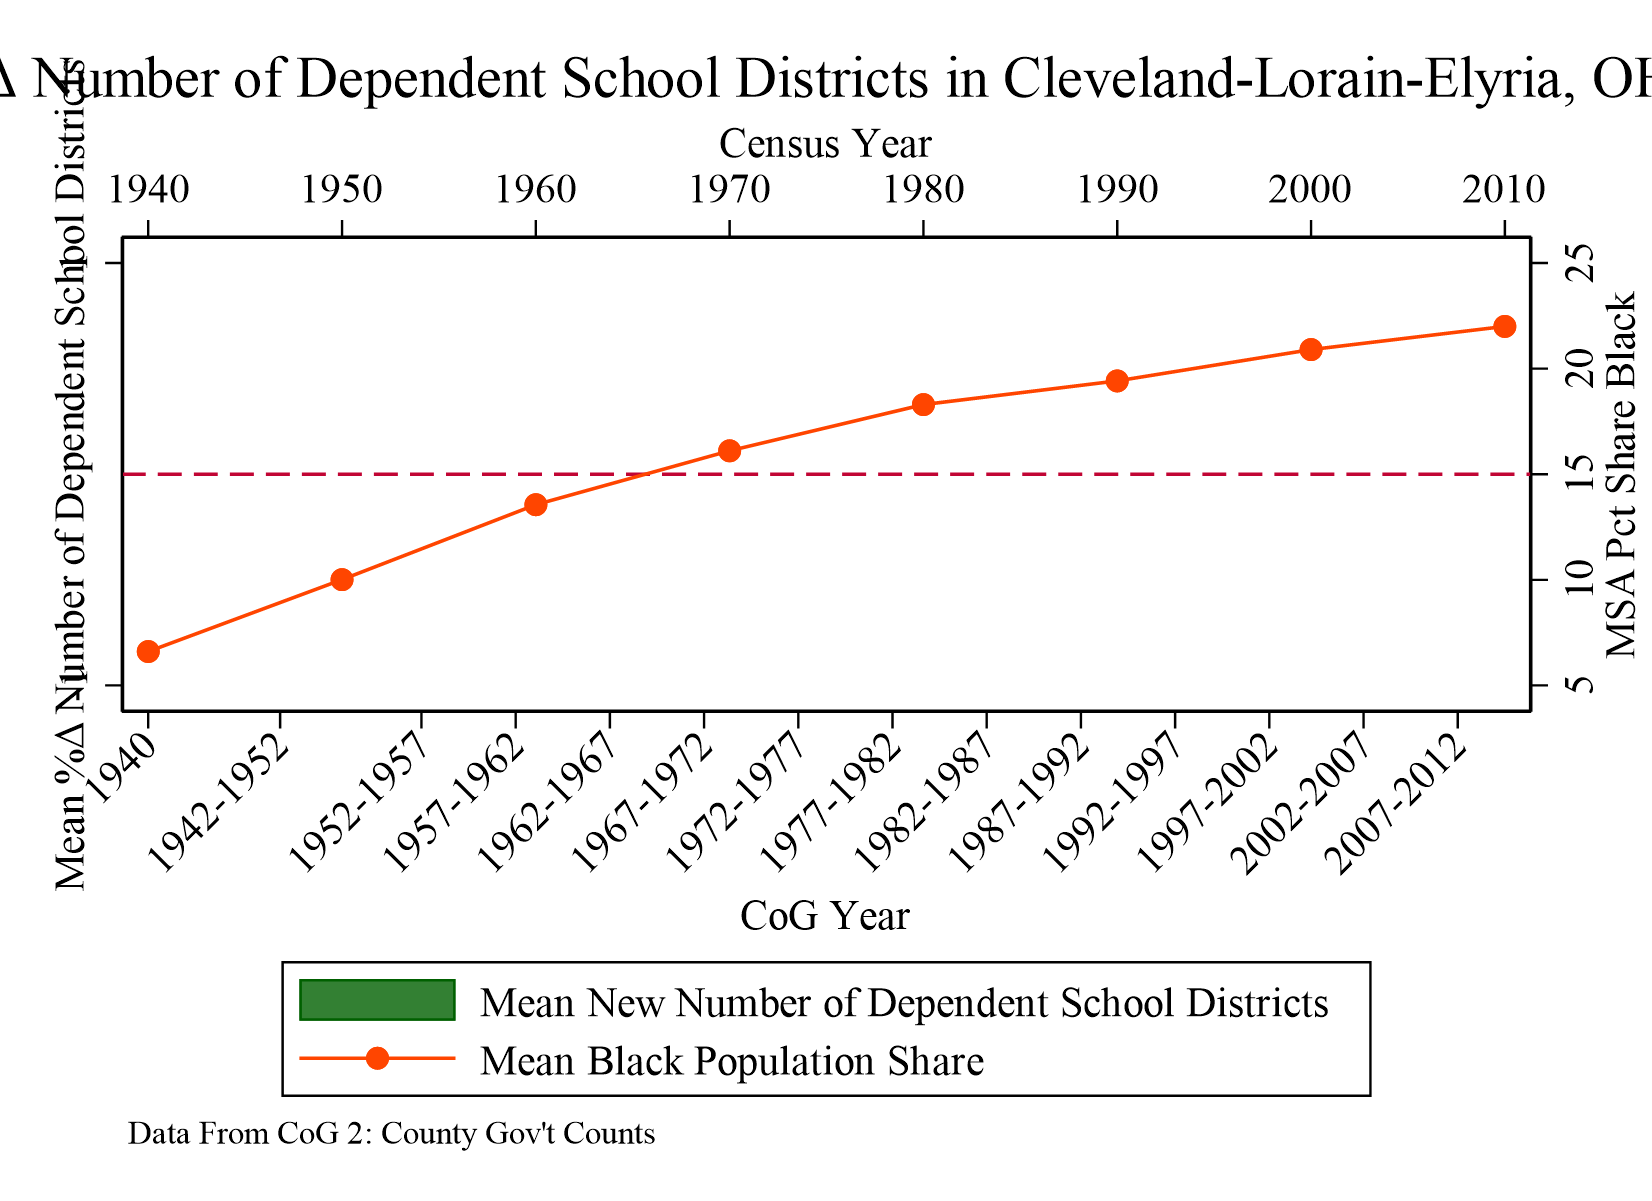 Δ Number of Dependent School Districts in Cleveland-Lorain-Elyria, OH
Census Year
1940 1950 1960 1970 1980 1990 2000 2010
Mean %Δ Number of Dependent School Districts
25
20
15
10
5
MSA Pct Share Black
1940 1942-1952 1952-1957 1957-1962 1962-1967 1967-1972 1972-1977 1977-1982 1982-1987 1987-1992 1992-1997 1997-2002 2002-2007 2007-2012
CoG Year
Mean New Number of Dependent School Districts
Mean Black Population Share
Data From CoG 2: County Gov't Counts